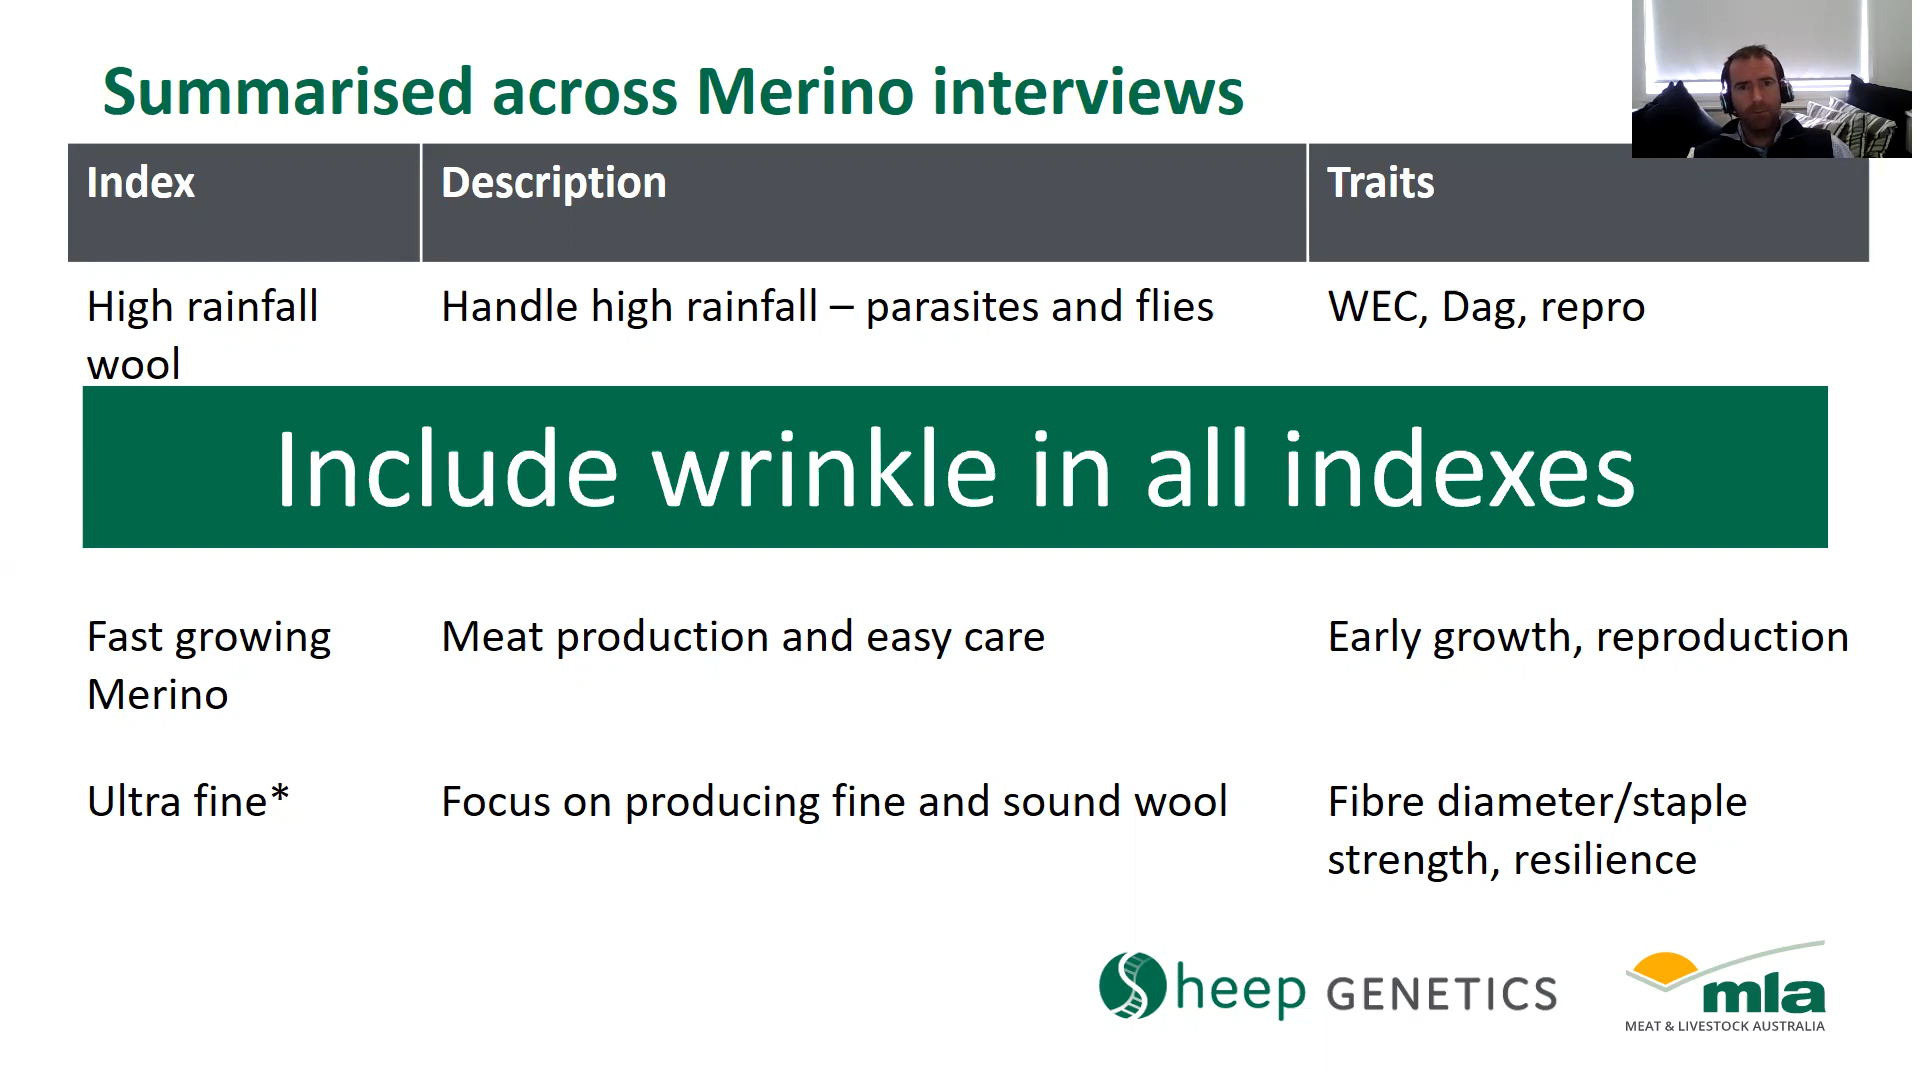 Summarised across Merino interviews
Index Description Traits
High rainfall Handle high rainfall – parasites and flies WEC, Dag, repro
wool
Include wrinkle in all indexes
Fast growing Meat production and easy care Early growth, reproduction
Merino
Ultra fine* Focus on producing fine and sound wool Fibre diameter/staple
strength, resilience
Sheep GENETICS
mla
MEAT & LIVESTOCK AUSTRALIA